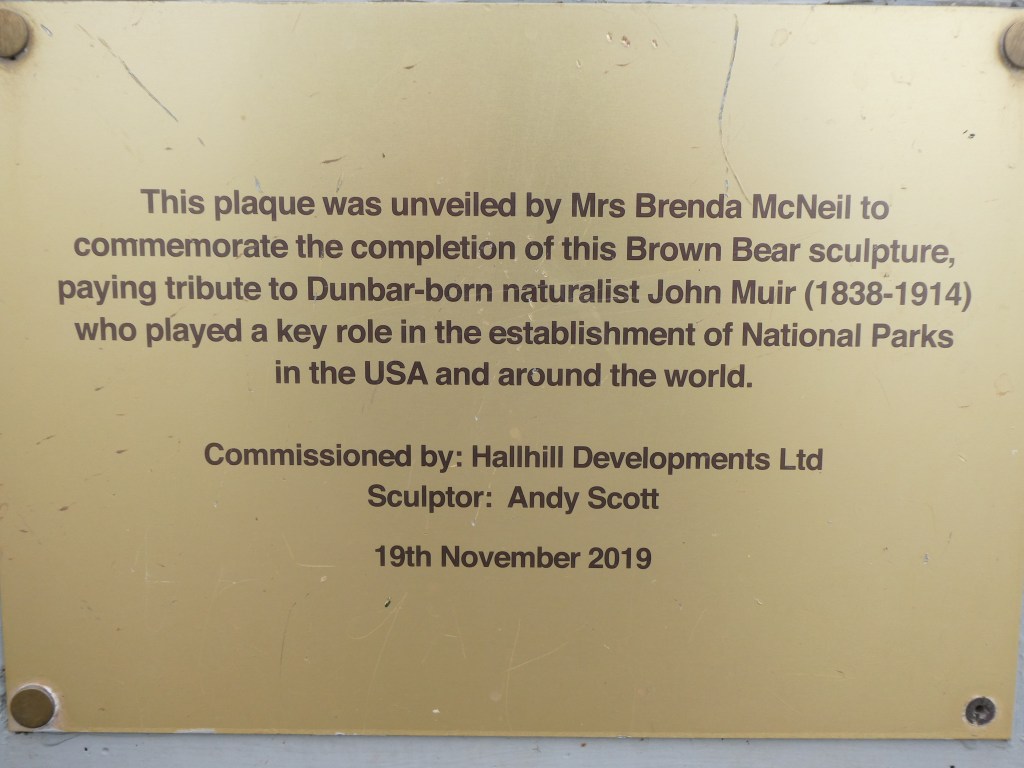 This plaque was unveiled by Mrs Brenda McNeil to
commemorate the completion of this Brown Bear sculpture,
paying tribute to Dunbar-born naturalist John Muir (1838-1914)
who played a key role in the establishment of National Parks
in the USA and around the world.
Commissioned by: Hallhill Developments Ltd
Sculptor: Andy Scott
19th November 2019